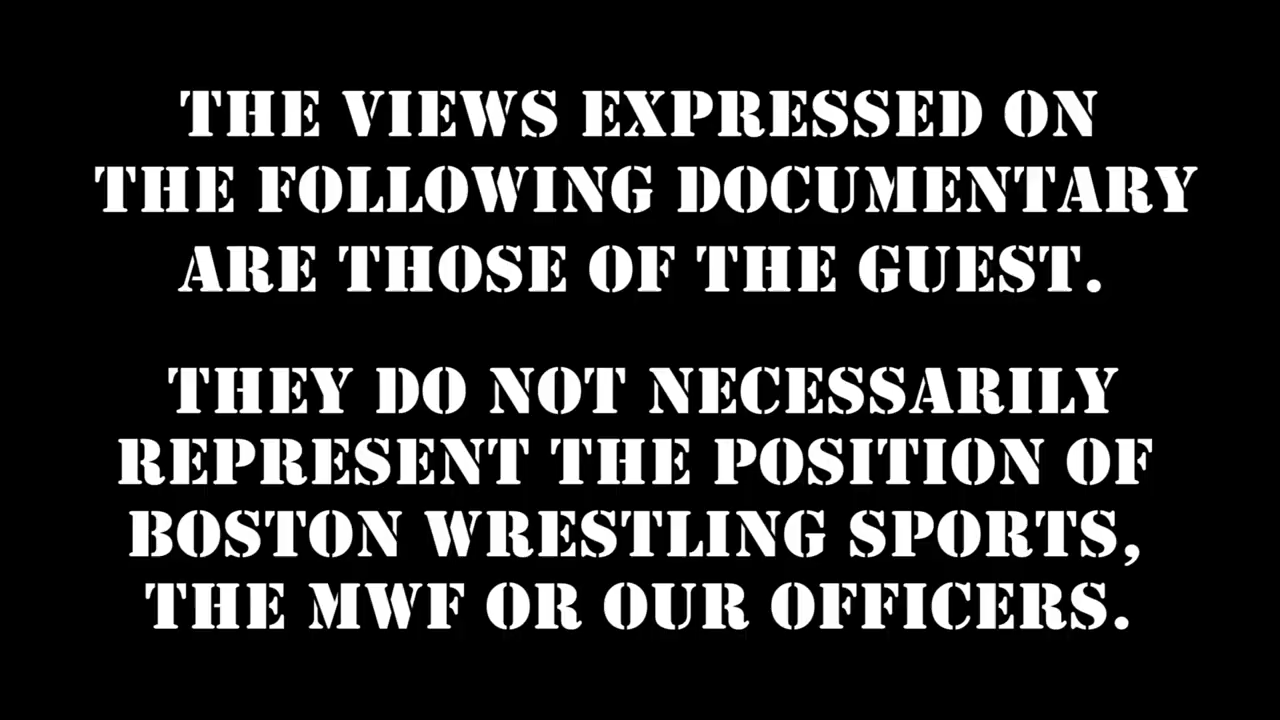 THE VIEWS EXPRESSED ON
THE FOLLOWING DOCUMENTARY
ARE THOSE OF THE GUEST.
THEY DO NOT NECESSARILY
REPRESENT THE POSITION OF
BOSTON WRESTLING SPORTS,
THE MWF OR OUR OFFICERS.